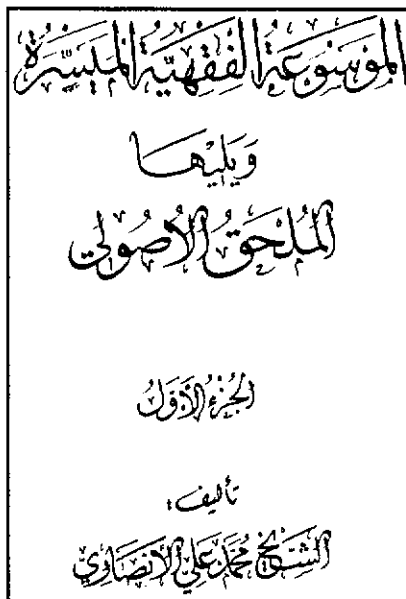 الموسوعة الفقهية الميسرة
ويليها
الملحق الأصولي
الجزء الأول
تأليف:
الشيخ محمد علي الأنصاري